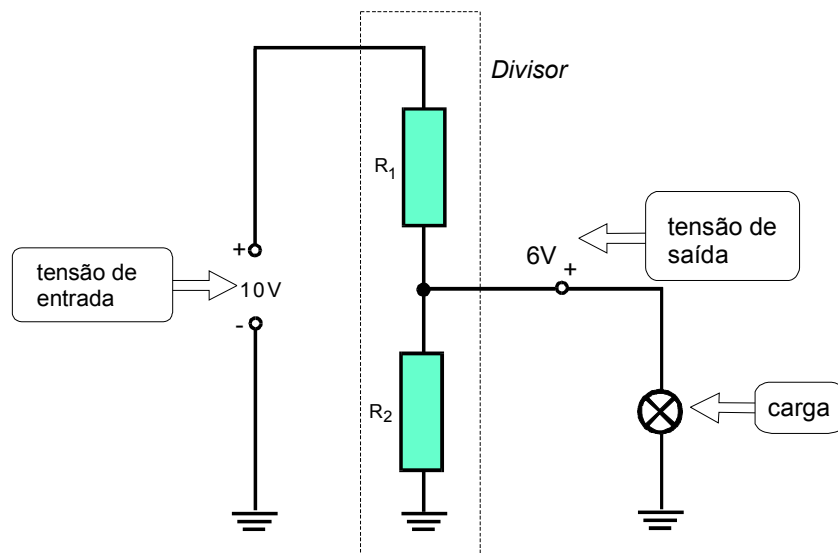 Divisor
R1
tensão de
saída
6V
+
+
tensão de
entrada
10V
-
R2
carga